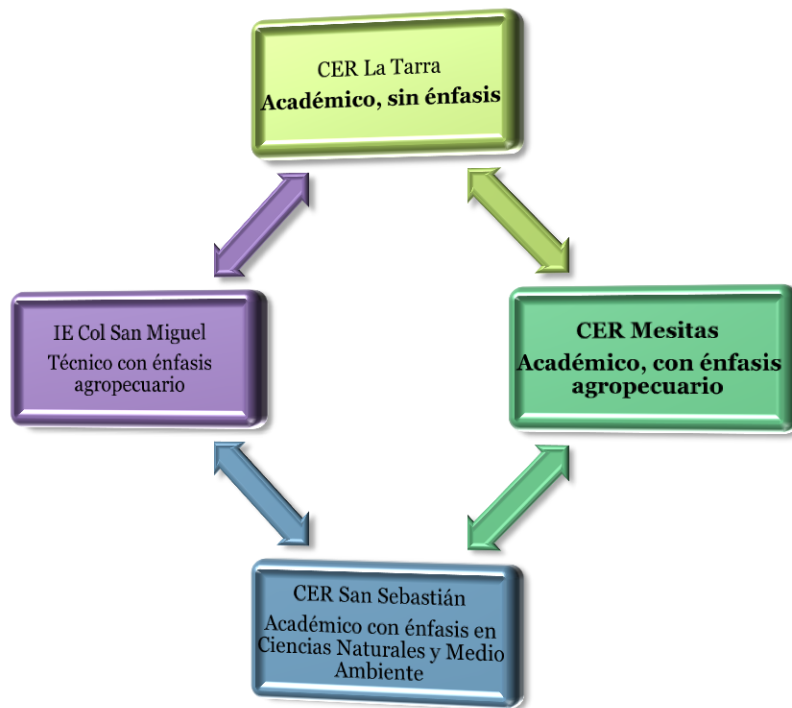 CER La Tarra
Académico, sin énfasis
IE Col San Miguel
Técnico con énfasis
agropecuario
CER Mesitas
Académico, con énfasis
agropecuario
CER San Sebastián
Académico con énfasis en
Ciencias Naturales y Medio
Ambiente